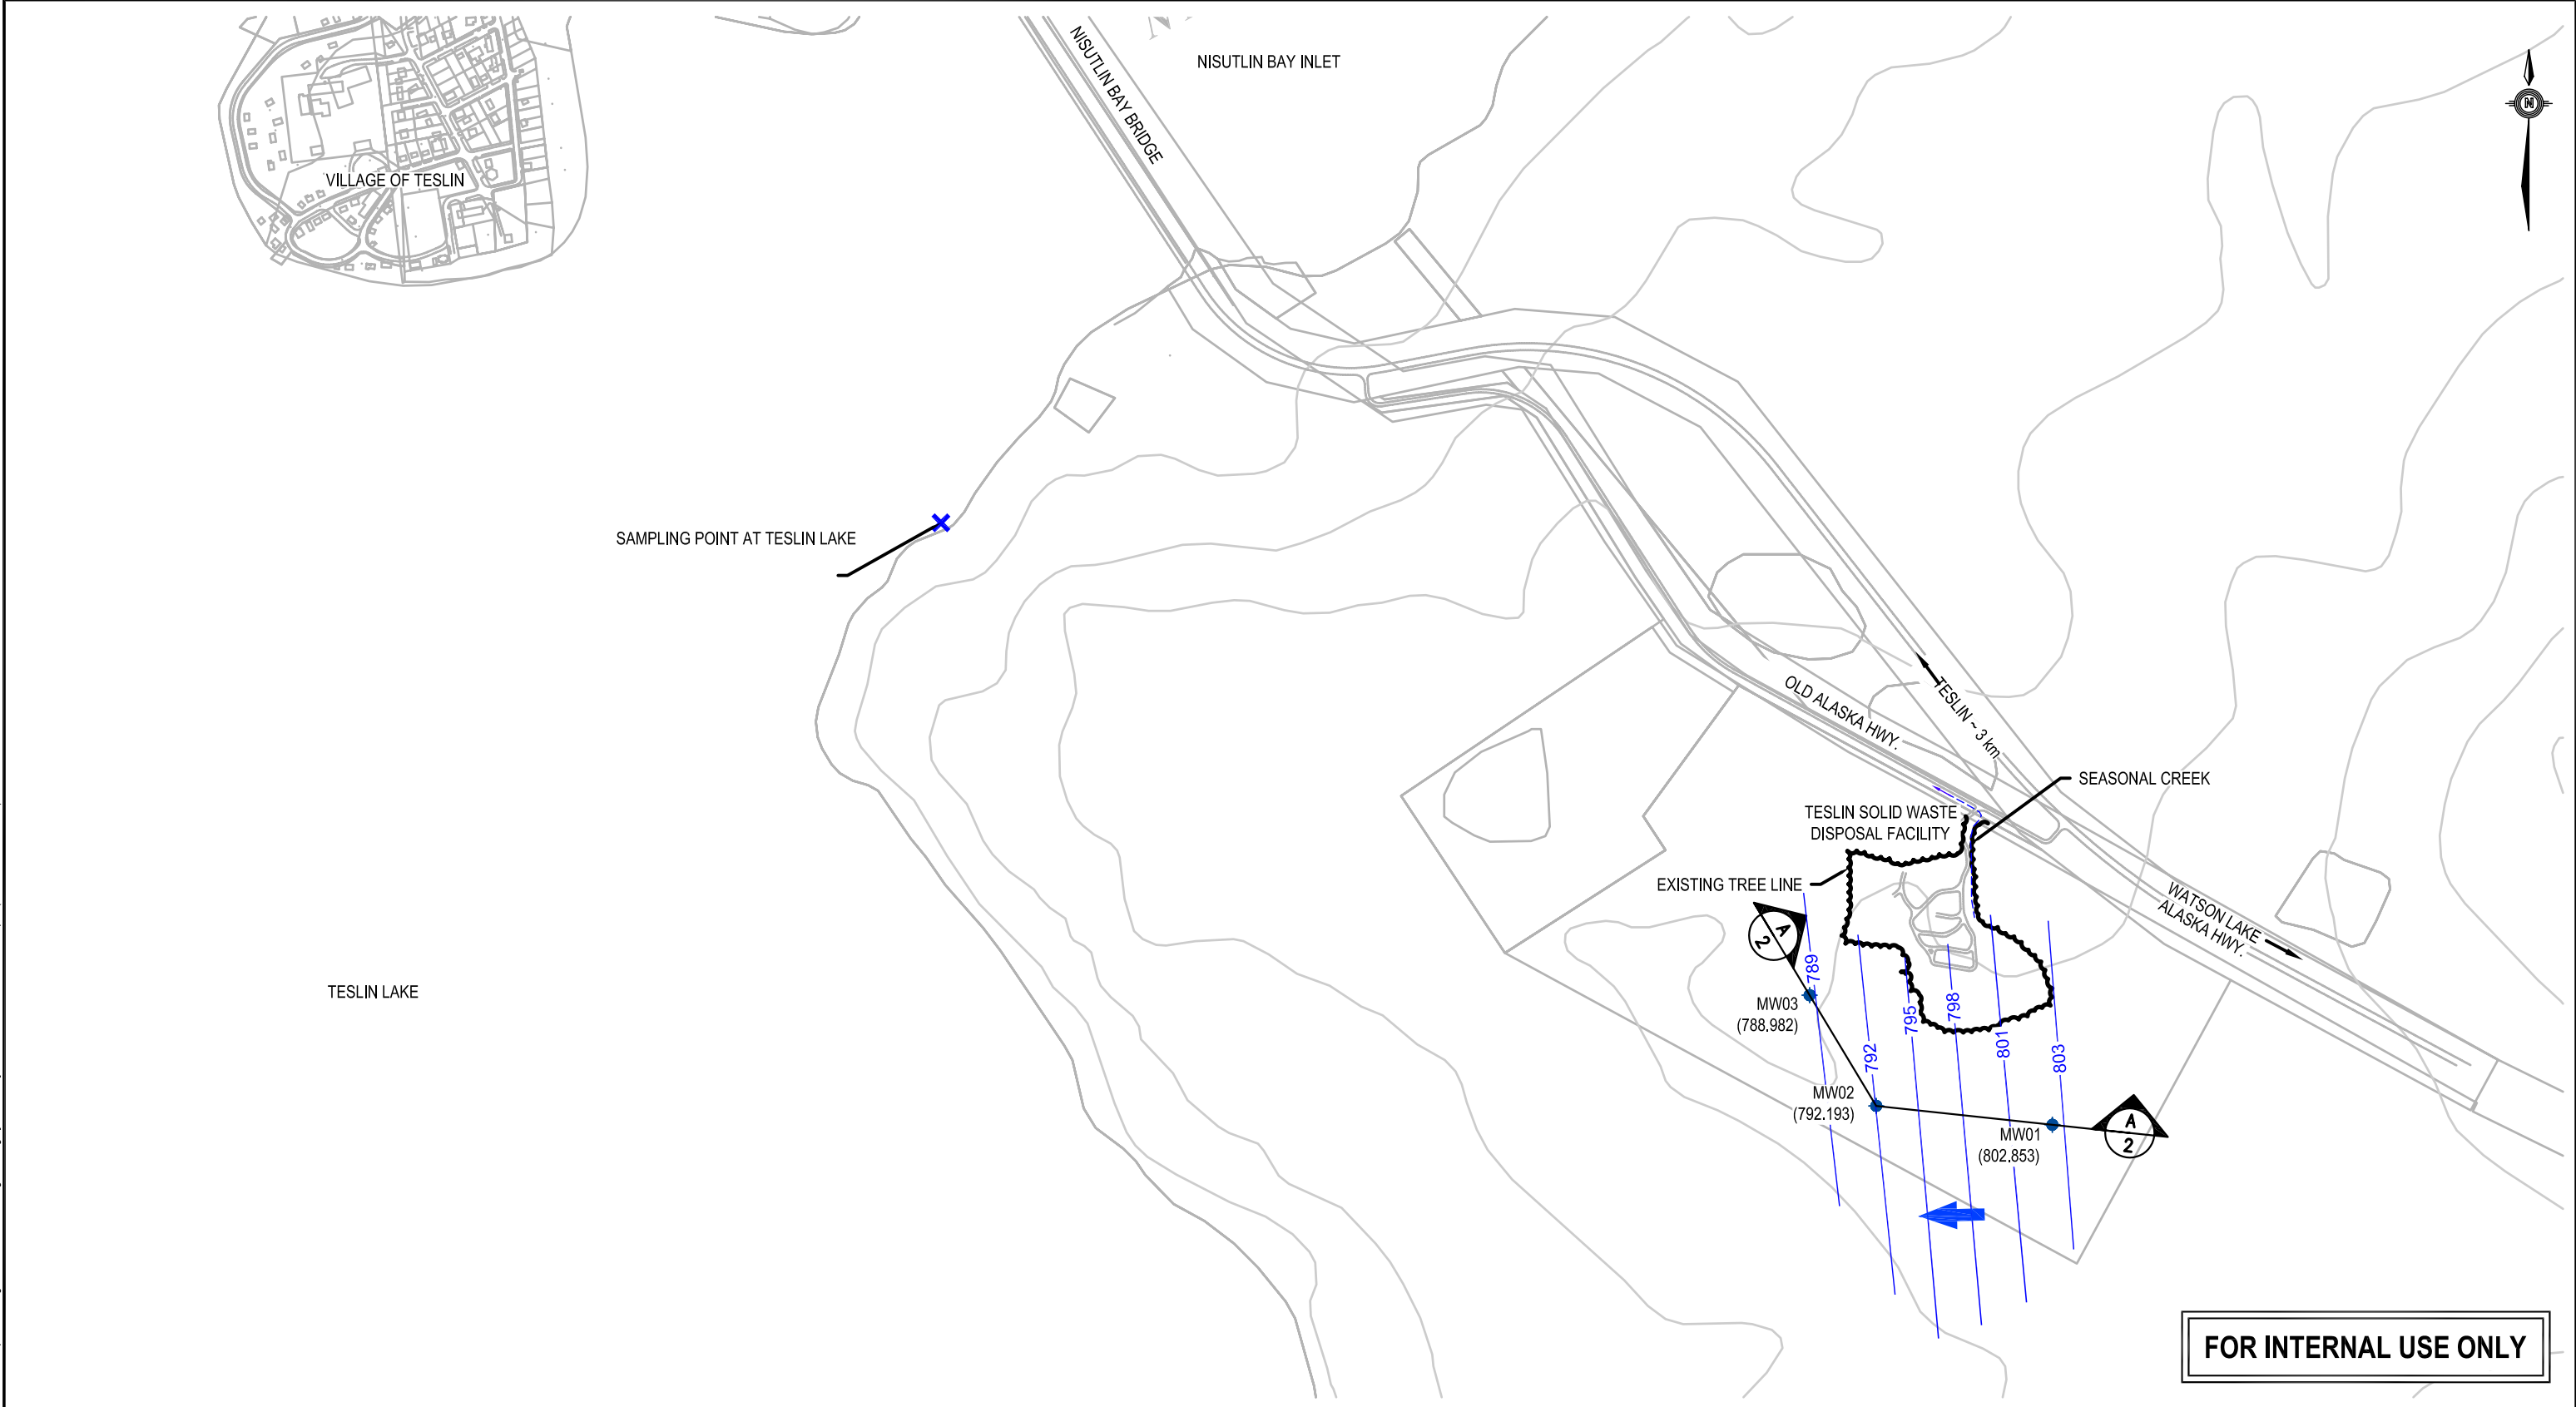 NISUTLIN BAY INLET
NISUTLIN BAY BRIDGE
N
VILLAGE OF TESLIN
SAMPLING POINT AT TESLIN LAKE
OLD ALASKA HWY.
TESLIN ~ 3 km
SEASONAL CREEK
TESLIN SOLID WASTE
DISPOSAL FACILITY
EXISTING TREE LINE
WATSON LAKE
ALASKA HWY.
A
2
789
TESLIN LAKE
MW03
(788.982)
795
798
801
792
803
MW02
(792.193)
MW01
(802.853)
A
2
FOR INTERNAL USE ONLY